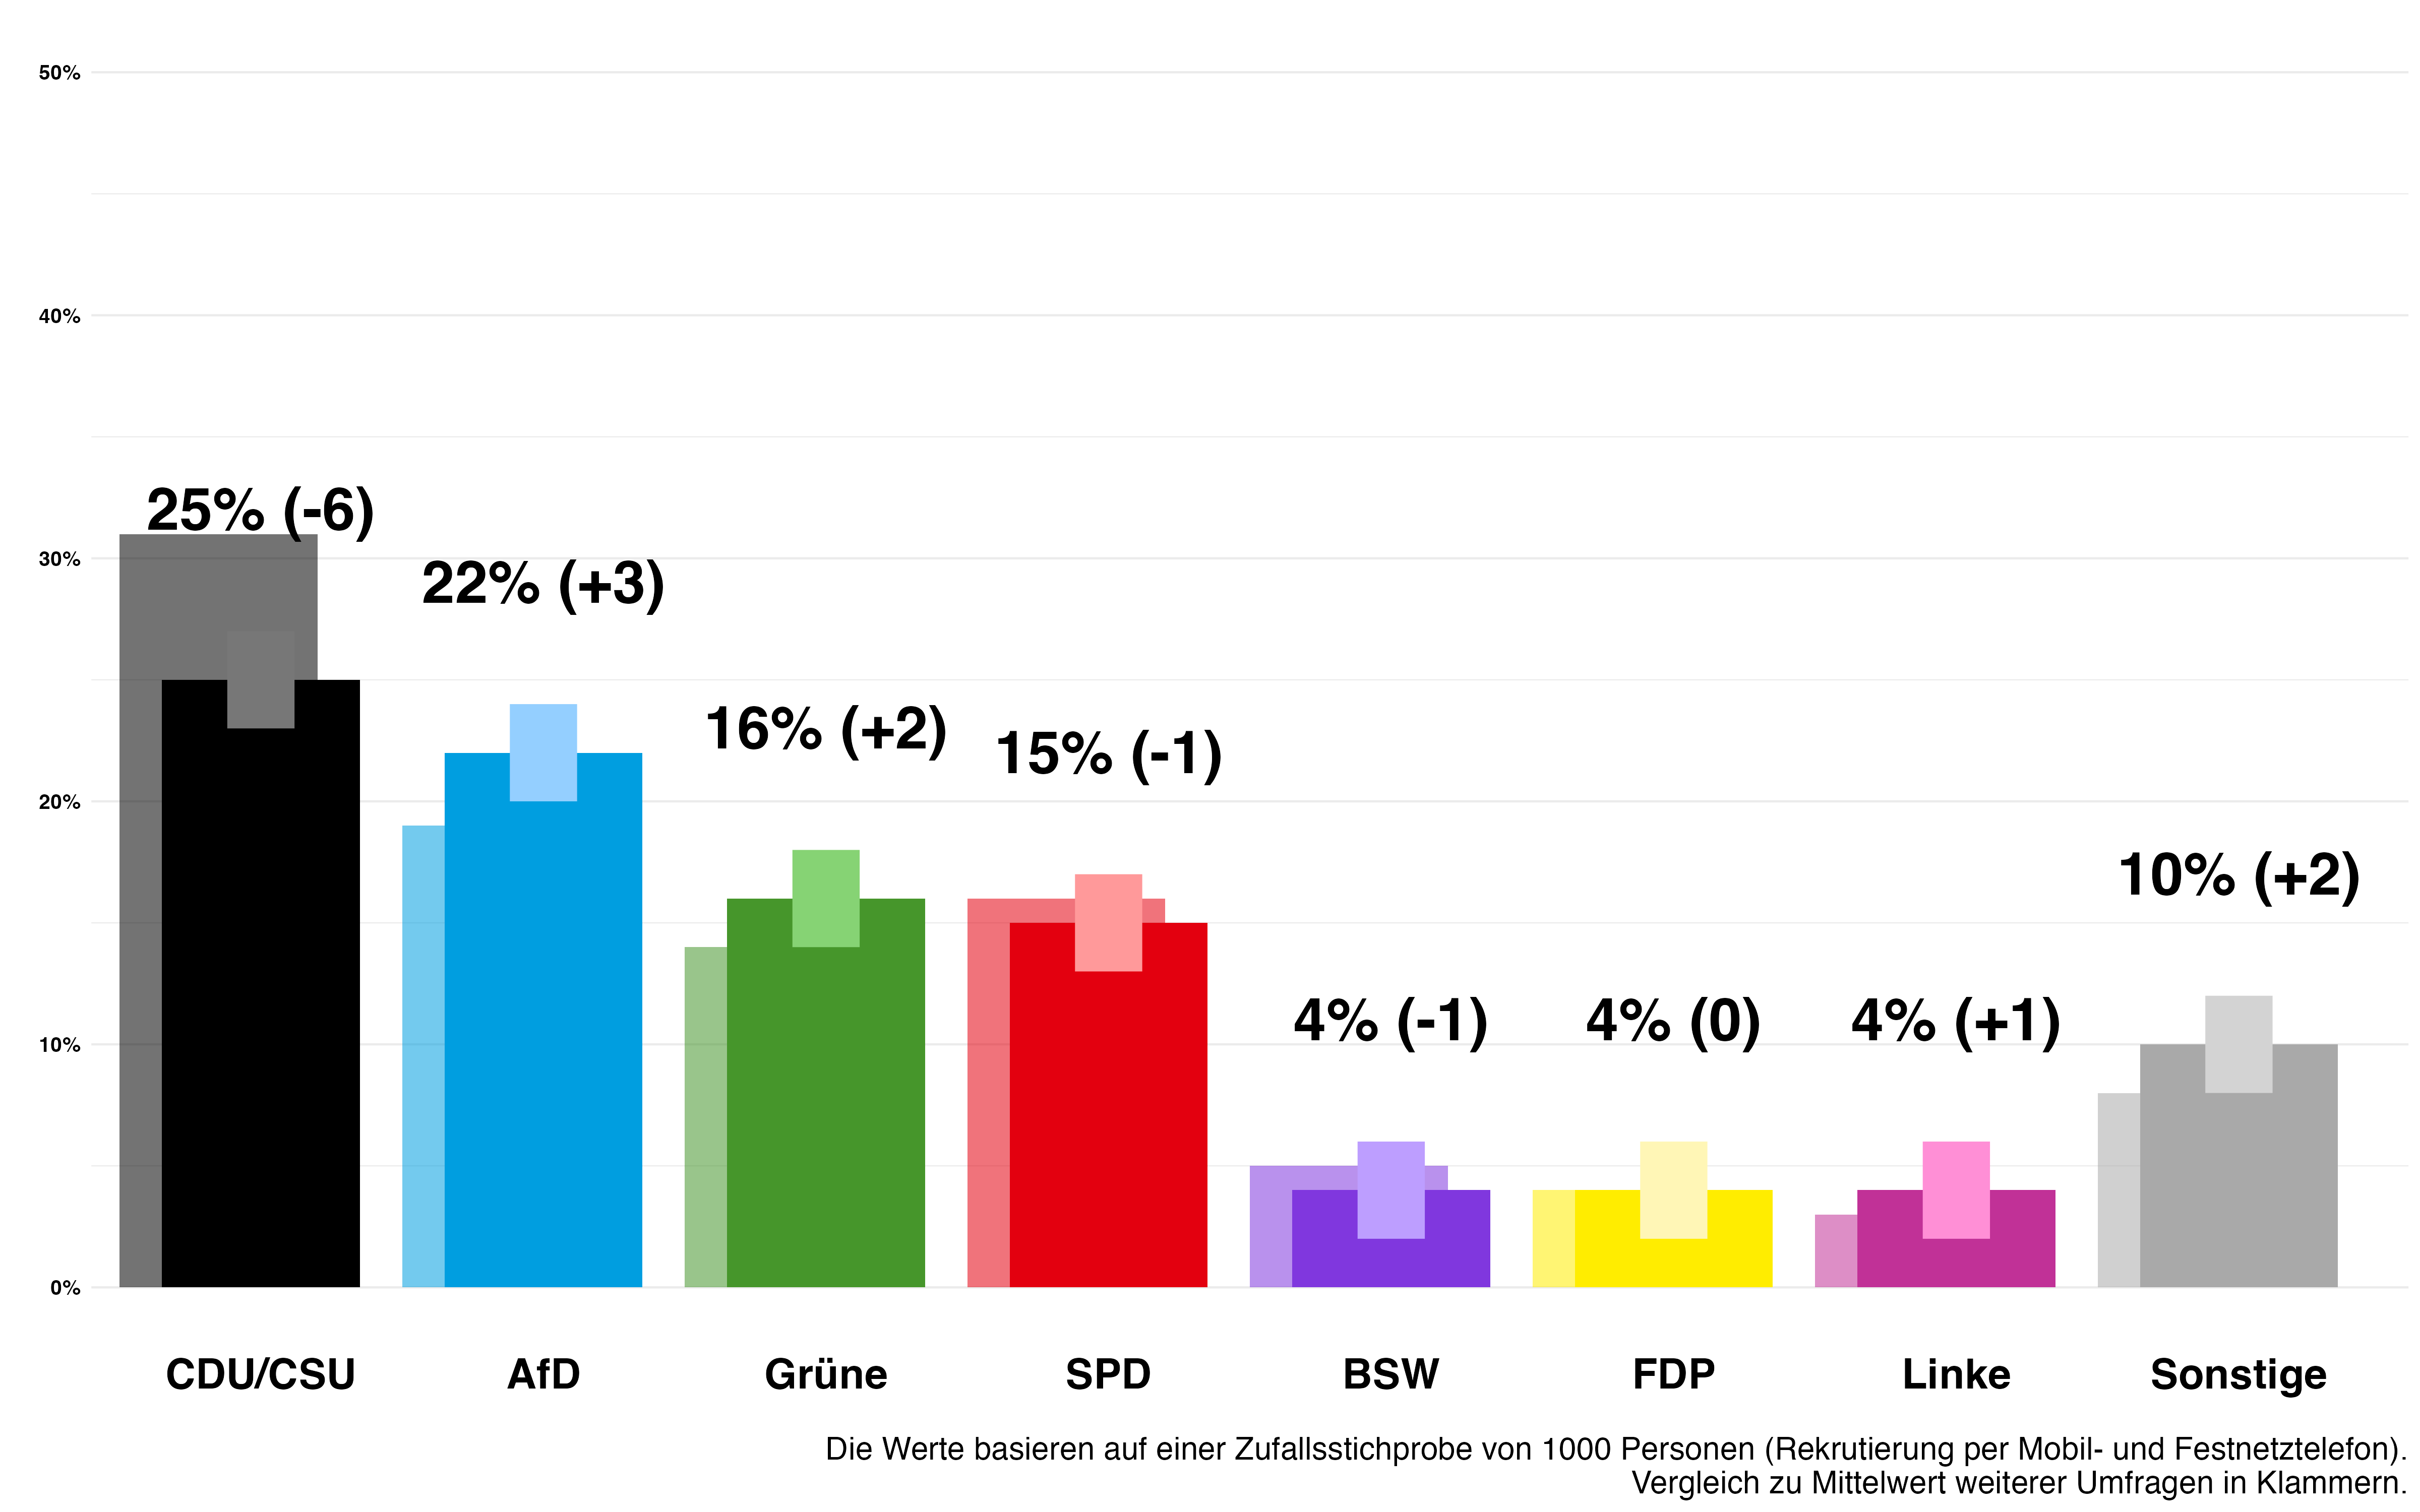 50%
40%
30%
20%
10%
0%
25% (-6)
22% (+3)
16% (+2)
15% (-1)
4% (-1)
4% (0)
4% (+1)
10% (+2)
CDU/CSU
AfD
Grüne
SPD
BSW
FDP
Linke
Sonstige
Die Werte basieren auf einer Zufallsstichprobe von 1000 Personen (Rekrutierung per Mobil- und Festnetztelefon).
Vergleich zu Mittelwert weiterer Umfragen in Klammern.